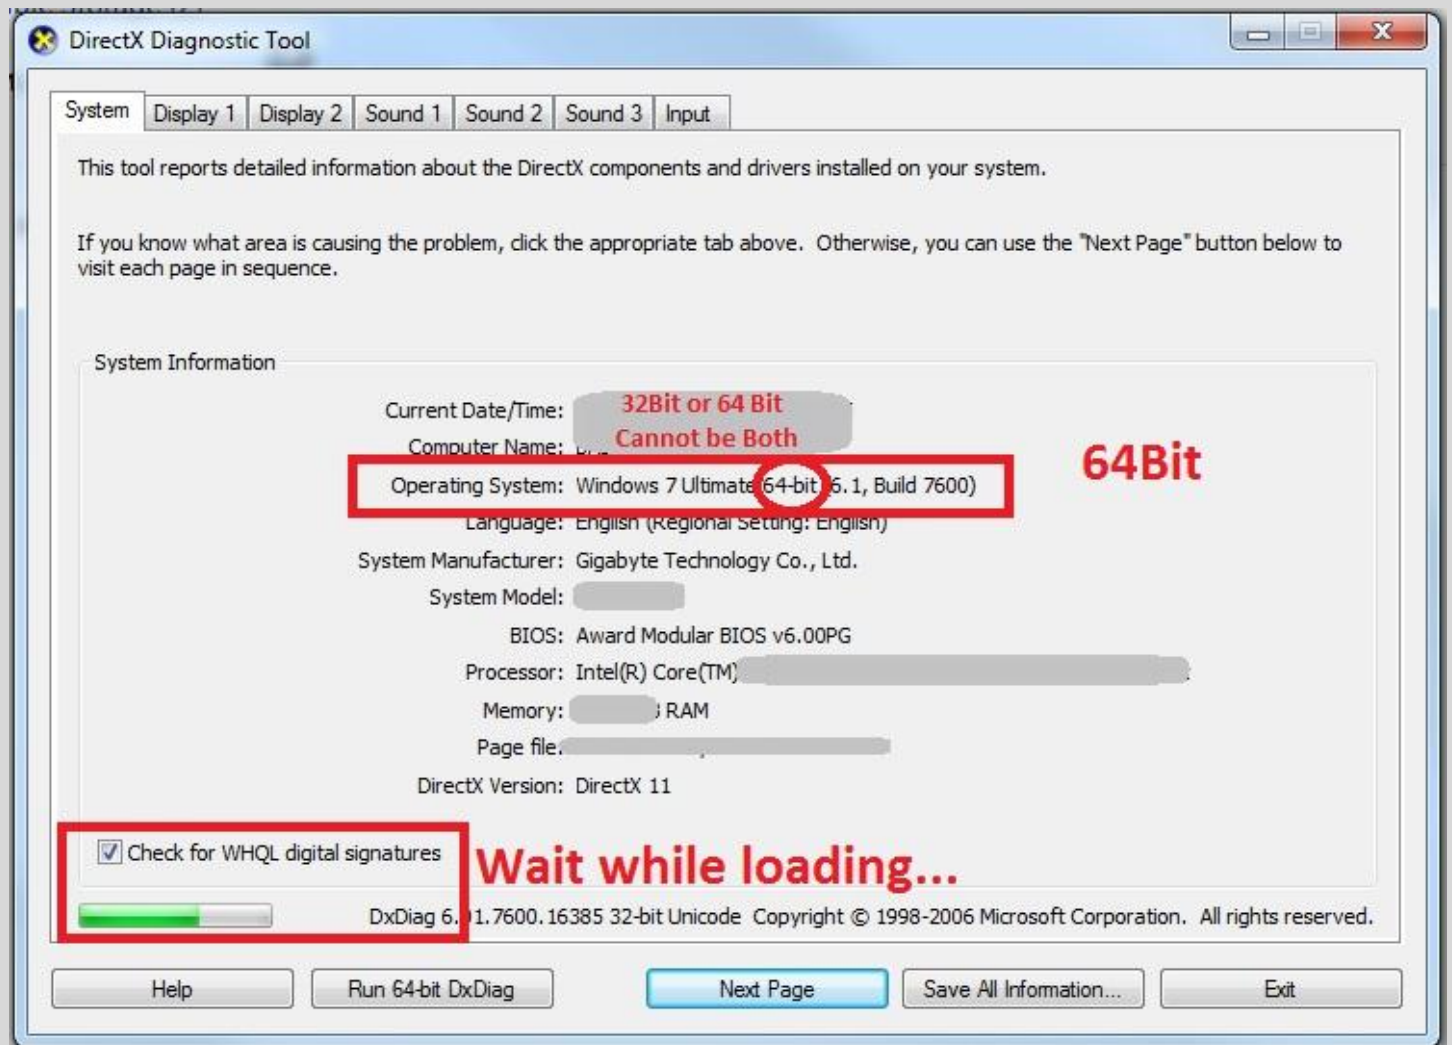 DirectX Diagnostic Tool
System Display 1 Display 2 Sound 1 Sound 2 Sound 3 Input
This tool reports detailed information about the DirectX components and drivers installed on your system.
If you know what area is causing the problem, click the appropriate tab above. Otherwise, you can use the "Next Page" button below to
visit each page in sequence.
System Information
Current Date/Time: 32Bit or 64 Bit
Computer Name: Cannot be Both
64Bit
Operating System: Windows 7 Ultimate 64-bit (6.1, Build 7600)
Language: English (Regional Setting: English)
System Manufacturer: Gigabyte Technology Co., Ltd.
System Model:
BIOS: Award Modular BIOS v6.00PG
Processor: Intel(R) Core(TM)
Memory: RAM
Page file:
DirectX Version: DirectX 11
Check for WHQL digital signatures
Wait while loading...
DxDiag 6. 1.7600.16385 32-bit Unicode Copyright © 1998-2006 Microsoft Corporation. All rights reserved.
Help Run 64-bit DxDiag Next Page Save All Information... Exit